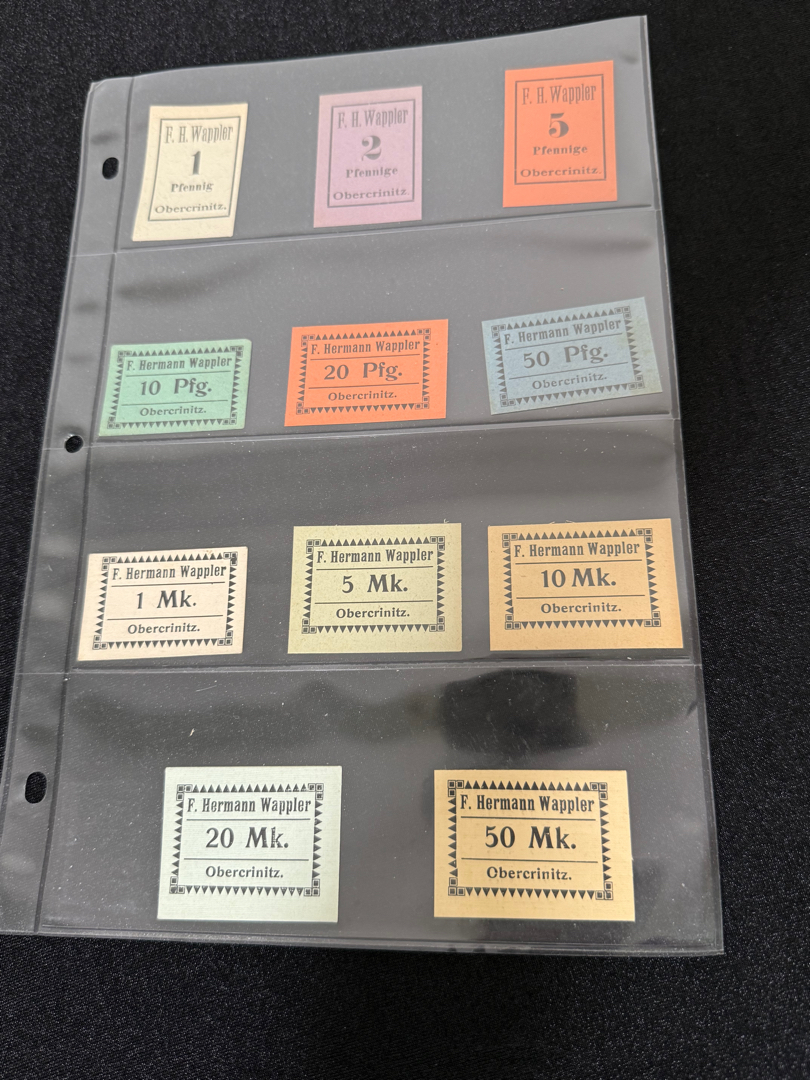 F. H. Wappler
1
Pfennig
Obercrinitz.
F. H. Wappler
2
Pfennige
Obercrinitz.
F. H. Wappler
5
Pfennige
Obercrinitz.
F. Hermann Wappler
10 Pfg.
Obercrinitz.
F. Hermann Wappler
20 Pfg.
Obercrinitz.
F. Hermann Wappler
50 Pfg.
Obercrinitz.
F. Hermann Wappler
1 Mk.
Obercrinitz.
F. Hermann Wappler
5 Mk.
Obercrinitz.
F. Hermann Wappler
10 Mk.
Obercrinitz.
F. Hermann Wappler
20 Mk.
Obercrinitz.
F. Hermann Wappler
50 Mk.
Obercrinitz.